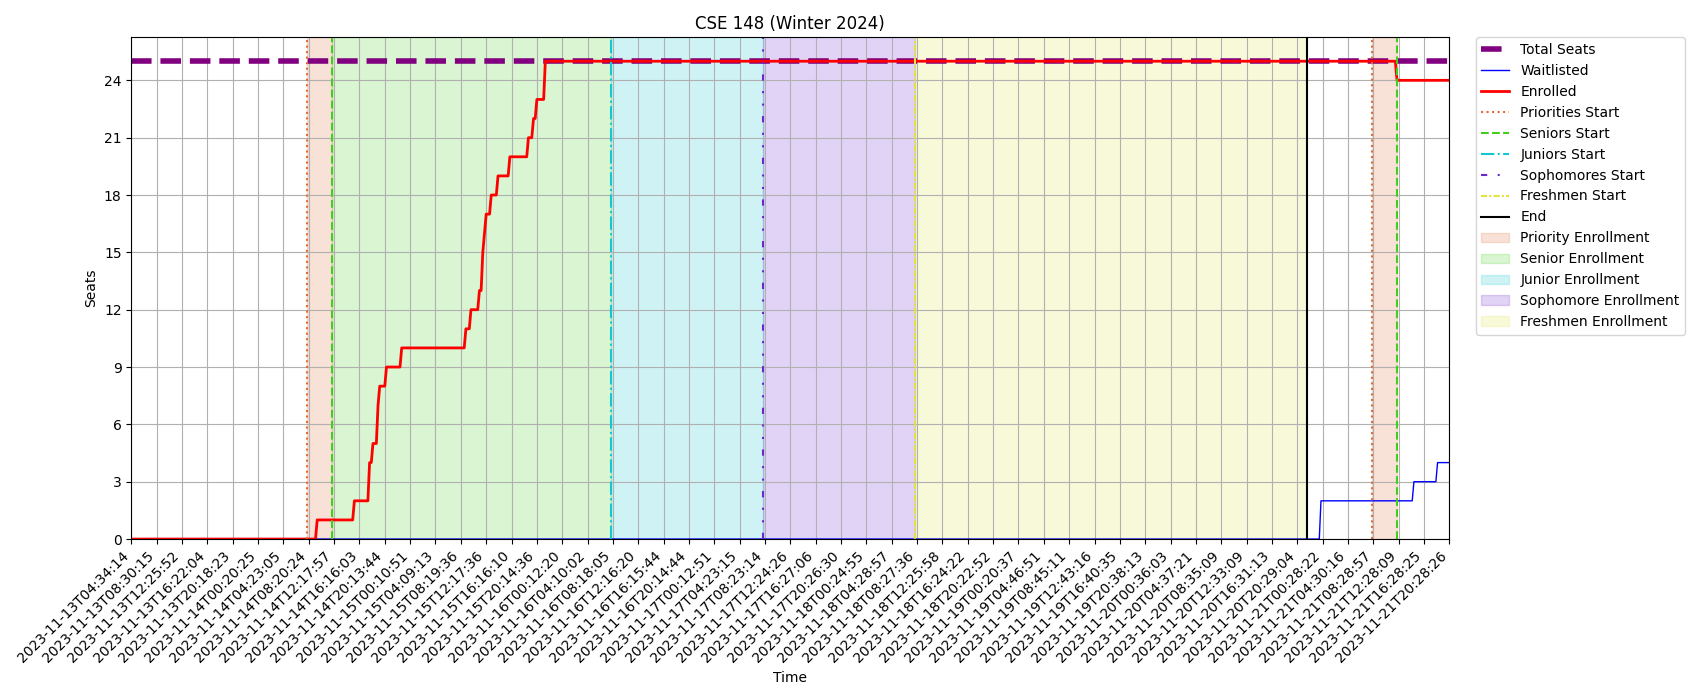 CSE 148 (Winter 2024)
Seats
24
21
18
15
12
9
6
3
0
2023-11-13T04:34:14
2023-11-13T08:30:15
2023-11-13T12:25:52
2023-11-13T16:22:04
2023-11-13T20:18:23
2023-11-14T00:20:25
2023-11-14T04:23:05
2023-11-14T08:20:24
2023-11-14T12:17:57
2023-11-14T16:16:03
2023-11-14T20:13:44
2023-11-15T00:10:51
2023-11-15T04:09:13
2023-11-15T08:19:36
2023-11-15T12:17:36
2023-11-15T16:16:10
2023-11-15T20:14:36
2023-11-16T00:12:20
2023-11-16T04:10:02
2023-11-16T08:18:05
2023-11-16T12:16:20
2023-11-16T16:15:44
2023-11-16T20:14:44
2023-11-17T00:12:51
2023-11-17T04:23:15
2023-11-17T08:23:14
2023-11-17T12:24:26
2023-11-17T16:27:06
2023-11-17T20:26:30
2023-11-18T00:24:55
2023-11-18T04:28:57
2023-11-18T08:27:36
2023-11-18T12:25:58
2023-11-18T16:24:22
2023-11-18T20:22:52
2023-11-19T00:20:37
2023-11-19T04:46:51
2023-11-19T08:45:11
2023-11-19T12:43:16
2023-11-19T16:40:35
2023-11-19T20:38:13
2023-11-20T00:36:03
2023-11-20T04:37:21
2023-11-20T08:35:09
2023-11-20T12:33:09
2023-11-20T16:31:13
2023-11-20T20:29:04
2023-11-21T00:28:22
2023-11-21T04:30:16
2023-11-21T08:28:57
2023-11-21T12:28:09
2023-11-21T16:28:25
2023-11-21T20:28:26
Time
Total Seats
Waitlisted
Enrolled
Priorities Start
Seniors Start
Juniors Start
Sophomores Start
Freshmen Start
End
Priority Enrollment
Senior Enrollment
Junior Enrollment
Sophomore Enrollment
Freshmen Enrollment